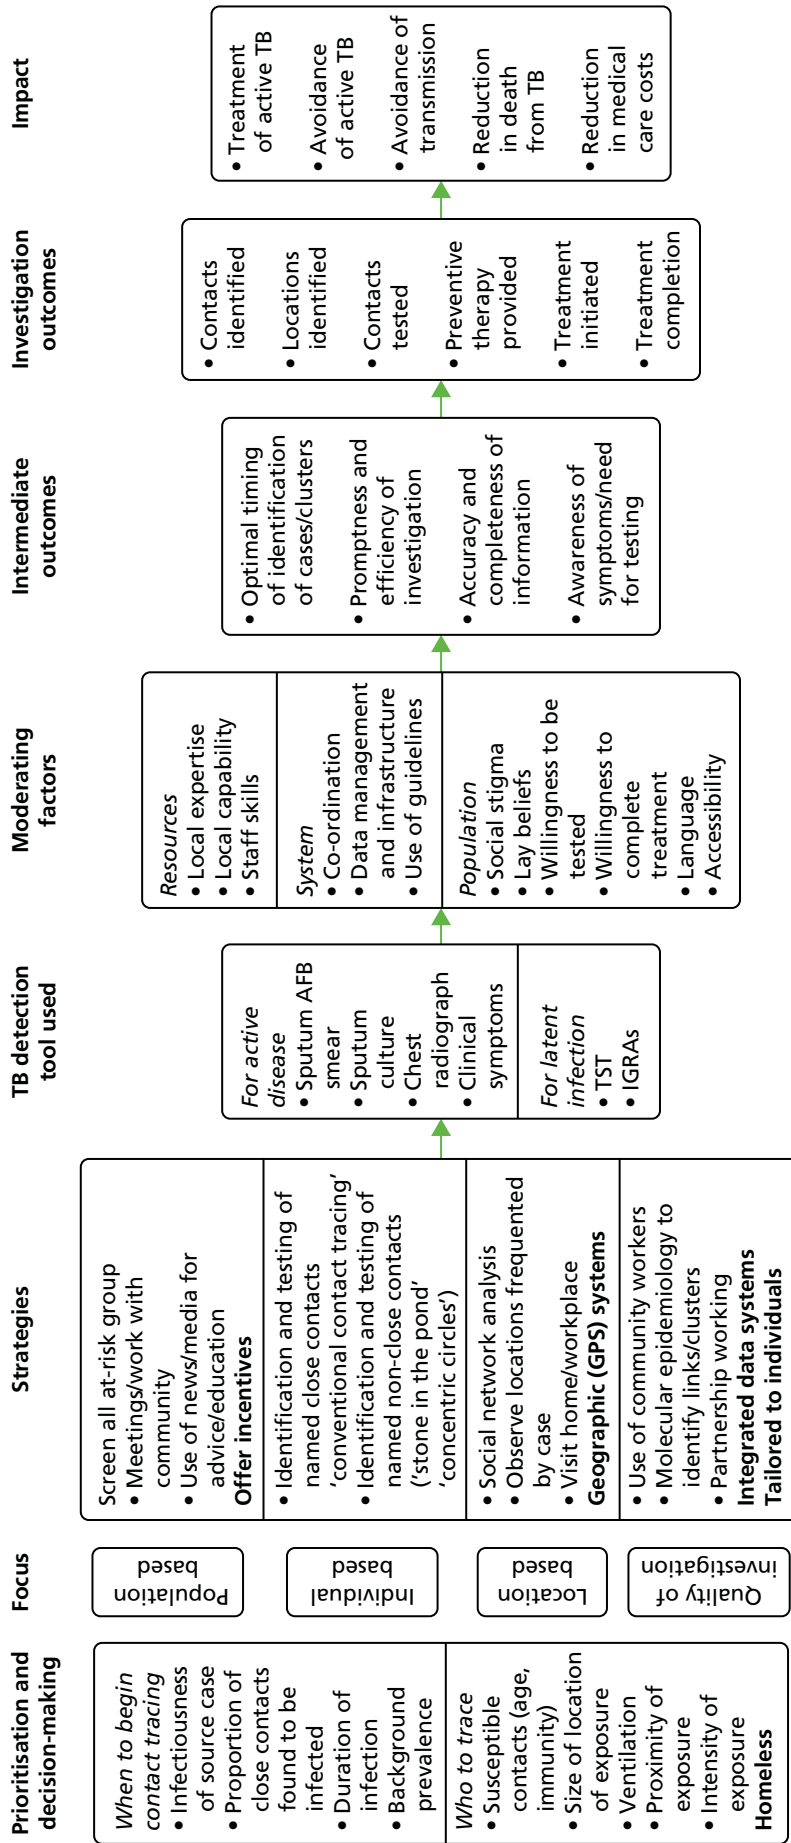 Prioritisation and
decision-making
When to begin
contact tracing
• Infectiousness
of source case
• Proportion of
close contacts
found to be
infected
• Duration of
infection
• Background
prevalence
Who to trace
• Susceptible
contacts (age,
immunity)
• Size of location
of exposure
• Ventilation
• Proximity of
exposure
• Intensity of
exposure
Homeless
Focus
Population
based
Individual
based
Location
based
Quality of
investigation
Strategies
Screen all at-risk group
• Meetings/work with
community
• Use of news/media for
advice/education
Offer incentives
• Identification and testing of
named close contacts
‘conventional contact tracing’
• Identification and testing of
named non-close contacts
(‘stone in the pond’
‘concentric circles’)
• Social network analysis
• Observe locations frequented
by case
• Visit home/workplace
Geographic (GPS) systems
• Use of community workers
• Molecular epidemiology to
identify links/clusters
• Partnership working
Integrated data systems
Tailored to individuals
TB detection
tool used
For active
disease
• Sputum AFB
smear
• Sputum
culture
• Chest
radiograph
• Clinical
symptoms
For latent
infection
• TST
• IGRAs
Moderating
factors
Resources
• Local expertise
• Local capability
• Staff skills
System
• Co-ordination
• Data management
and infrastructure
• Use of guidelines
Population
• Social stigma
• Lay beliefs
• Willingness to be
tested
• Willingness to
complete
treatment
• Language
• Accessibility
Intermediate
outcomes
• Optimal timing
of identification
of cases/clusters
• Promptness and
efficiency of
investigation
• Accuracy and
completeness of
information
• Awareness of
symptoms/need
for testing
Investigation
outcomes
• Contacts
identified
• Locations
identified
• Contacts
tested
• Preventive
therapy
provided
• Treatment
initiated
• Treatment
completion
Impact
• Treatment
of active TB
• Avoidance
of active TB
• Avoidance of
transmission
• Reduction
in death
from TB
• Reduction
in medical
care costs